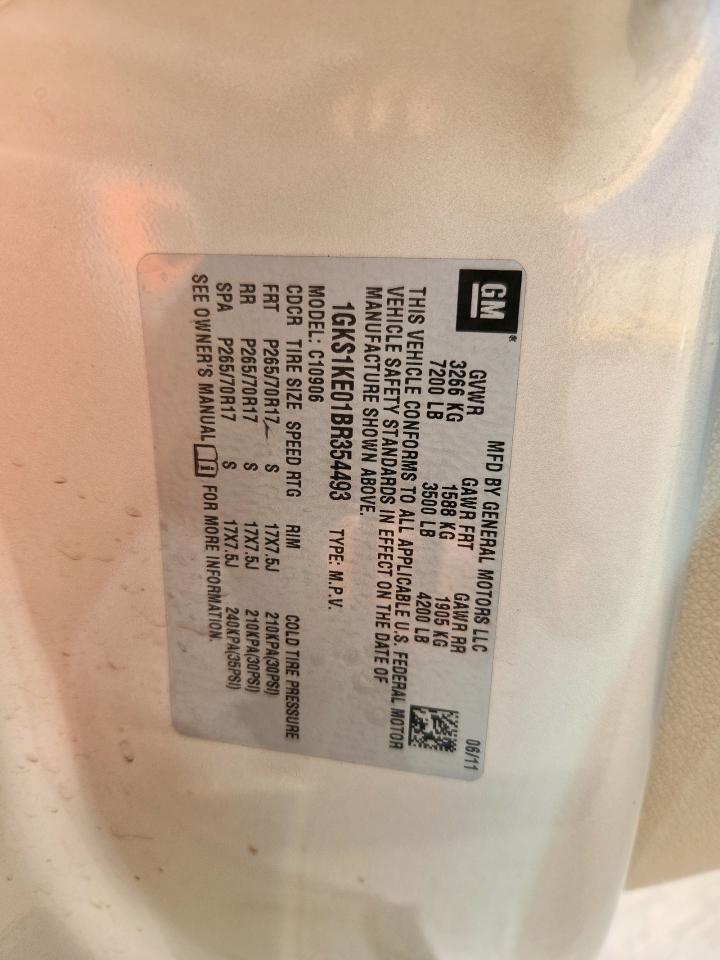 GM
MFD BY GENERAL MOTORS LLC 06/11
GVWR GAWR FRT GAWR RR
3266 KG 1588 KG 1905 KG
7200 LB 3500 LB 4200 LB
THIS VEHICLE CONFORMS TO ALL APPLICABLE U.S. FEDERAL MOTOR
VEHICLE SAFETY STANDARDS IN EFFECT ON THE DATE OF
MANUFACTURE SHOWN ABOVE.
1GKS1KE01BR354493 TYPE: M.P.V.
MODEL: C10906
CDCR TIRE SIZE SPEED RTG RIM COLD TIRE PRESSURE
FRT P265/70R17 S 17X7.5J 210KPA(30PSI)
RR P265/70R17 S 17X7.5J 210KPA(30PSI)
SPA P265/70R17 S 17X7.5J 240KPA(35PSI)
SEE OWNER'S MANUAL FOR MORE INFORMATION.